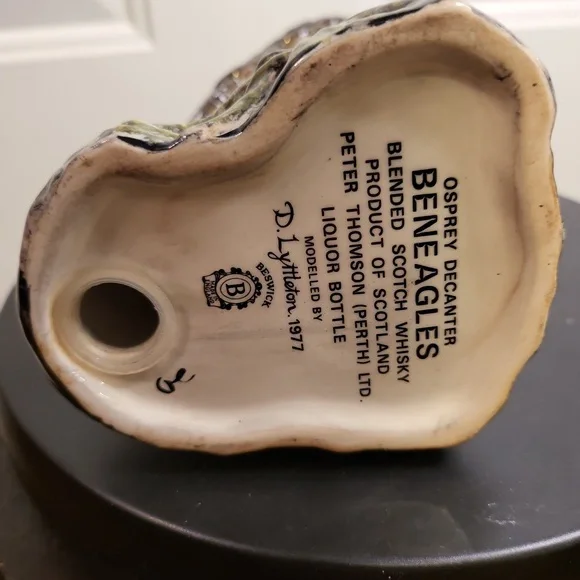 OSPREY DECANTER
BENEAGLES
BLENDED SCOTCH WHISKY
PRODUCT OF SCOTLAND
PETER THOMSON (PERTH) LTD.
LIQUOR BOTTLE
MODELLED BY
D. Lyttleton. 1977
BESWICK
B